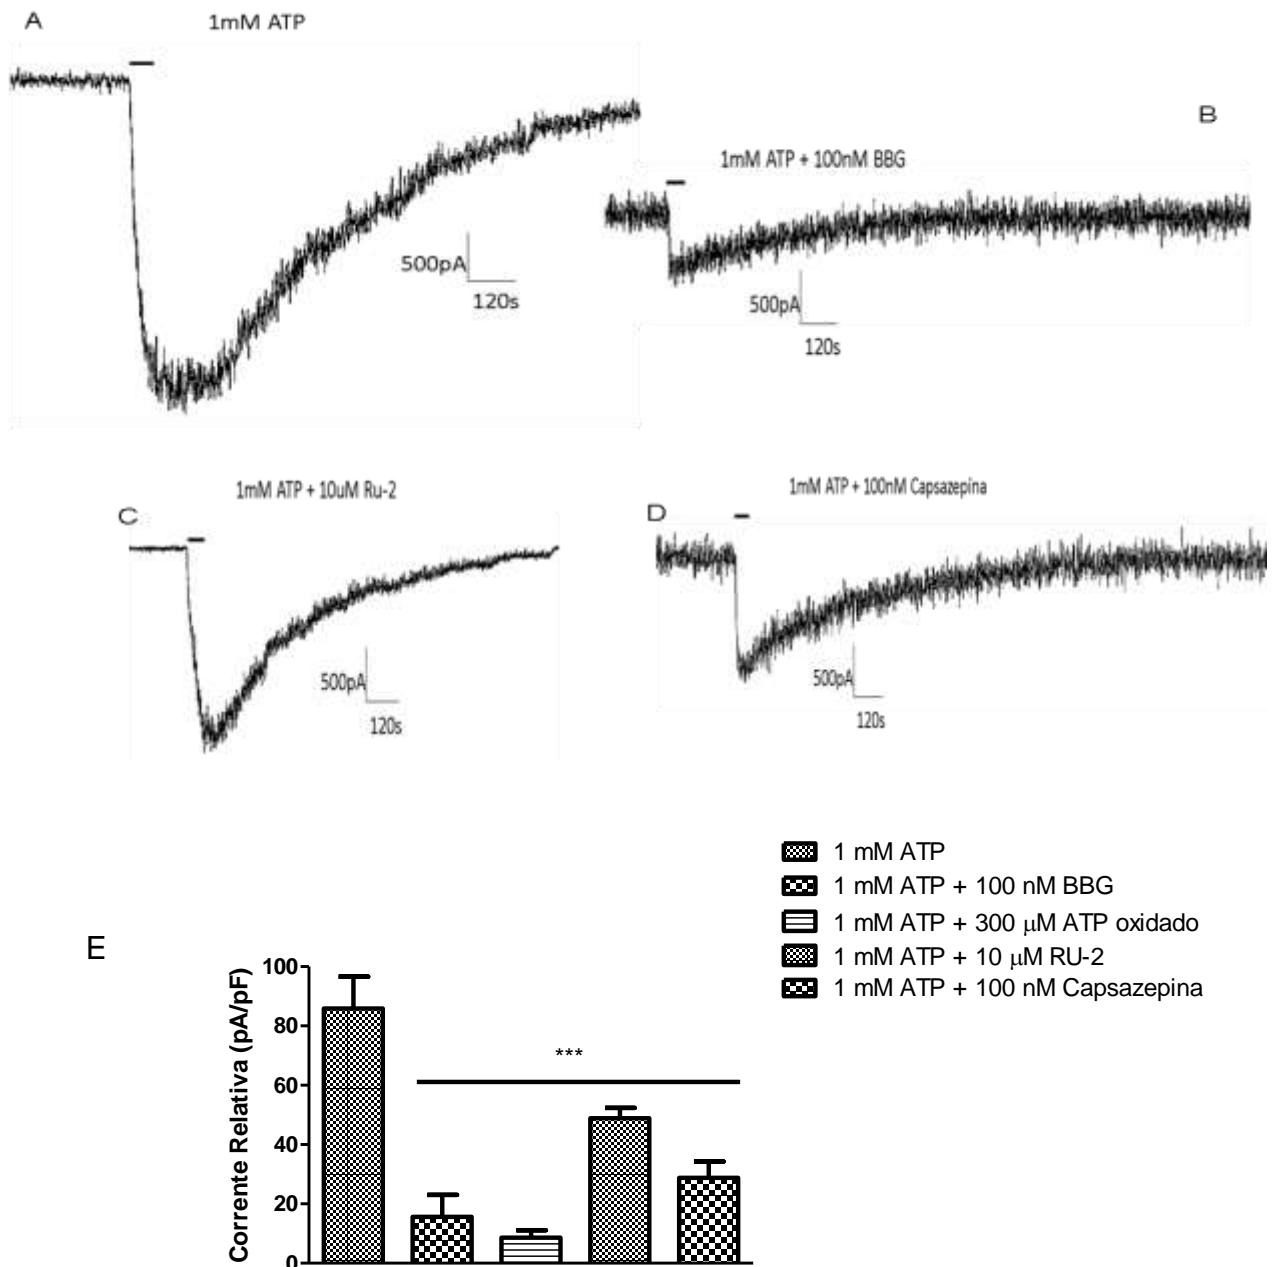 A
1mM ATP
500pA
120s
B
1mM ATP + 100nM BBG
500pA
120s
C
1mM ATP + 10uM Ru-2
500pA
120s
D
1mM ATP + 100nM Capsazepina
500pA
120s
1 mM ATP
1 mM ATP + 100 nM BBG
1 mM ATP + 300 μM ATP oxidado
1 mM ATP + 10 μM RU-2
1 mM ATP + 100 nM Capsazepina
E
Corrente Relativa (pA/pF)
100
80
60
40
20
0
***